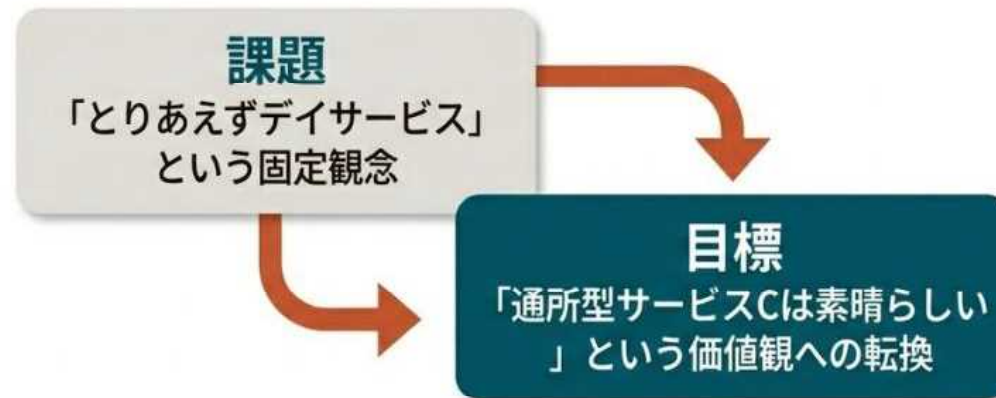 課題
「とりあえずデイサービス」
という固定観念
目標
「通所型サービスCは素晴らしい
」という価値観への転換